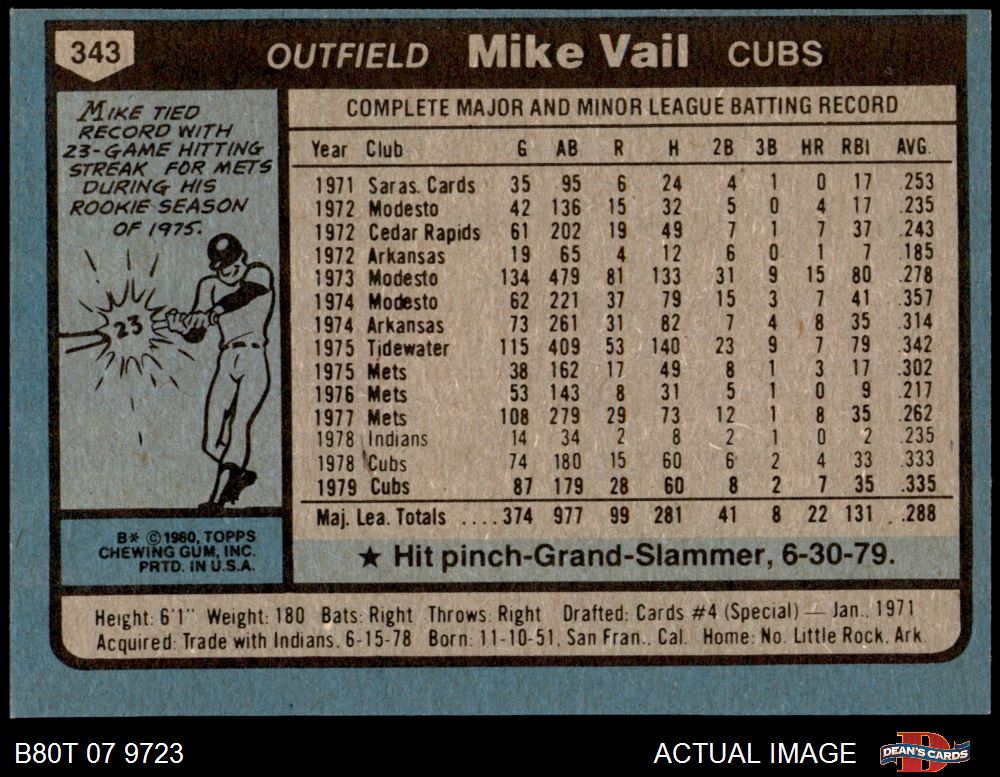 343 OUTFIELD Mike Vail CUBS
MIKE TIED
RECORD WITH
23-GAME HITTING
STREAK FOR METS
DURING HIS
ROOKIE SEASON
OF 1975.
23
B* © 1980, TOPPS
CHEWING GUM, INC.
PRTD. IN U.S.A.
COMPLETE MAJOR AND MINOR LEAGUE BATTING RECORD
Year Club G AB R H 2B 3B HR RBI AVG.
1971 Saras. Cards 35 95 6 24 4 1 0 17 .253
1972 Modesto 42 136 15 32 5 0 4 17 .235
1972 Cedar Rapids 61 202 19 49 7 1 7 37 .243
1972 Arkansas 19 65 4 12 6 0 1 7 .185
1973 Modesto 134 479 81 133 31 9 15 80 .278
1974 Modesto 62 221 37 79 15 3 7 41 .357
1974 Arkansas 73 261 31 82 7 4 8 35 .314
1975 Tidewater 115 409 53 140 23 9 7 79 .342
1975 Mets 38 162 17 49 8 1 3 17 .302
1976 Mets 53 143 8 31 5 1 0 9 .217
1977 Mets 108 279 29 73 12 1 8 35 .262
1978 Indians 14 34 2 8 2 1 0 2 .235
1978 Cubs 74 180 15 60 6 2 4 33 .333
1979 Cubs 87 179 28 60 8 2 7 35 .335
Maj. Lea. Totals ....374 977 99 281 41 8 22 131 .288
★ Hit pinch-Grand-Slammer, 6-30-79.
Height: 6'1" Weight: 180 Bats: Right Throws: Right Drafted: Cards #4 (Special) — Jan., 1971
Acquired: Trade with Indians, 6-15-78 Born: 11-10-51, San Fran., Cal. Home: No. Little Rock, Ark.
B80T 07 9723 ACTUAL IMAGE DEAN'S CARDS